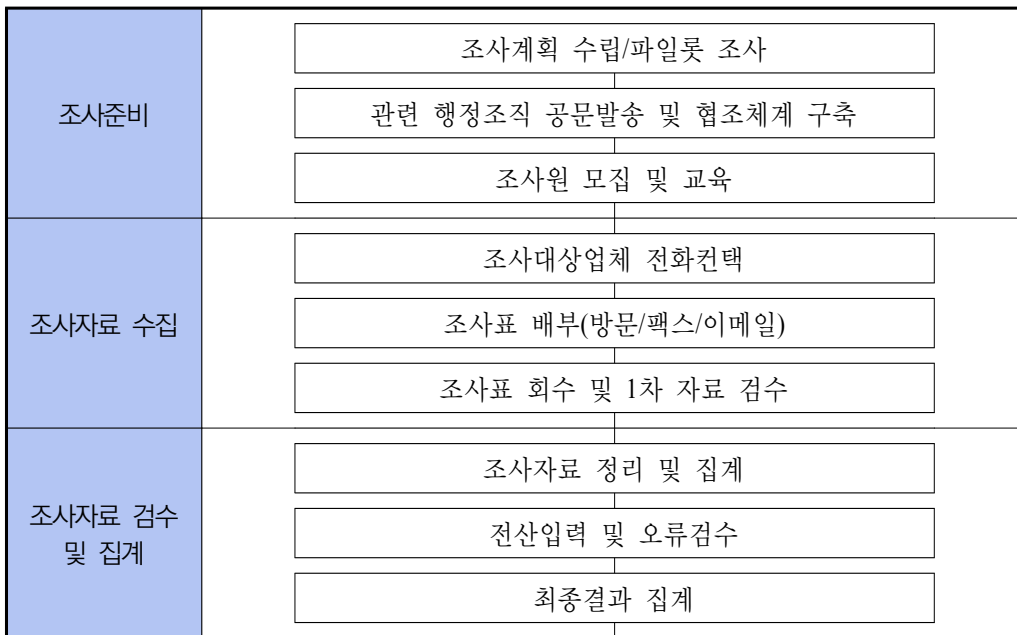 조사준비
조사계획 수립/파일롯 조사
관련 행정조직 공문발송 및 협조체계 구축
조사원 모집 및 교육
조사자료 수집
조사대상업체 전화컨택
조사표 배부(방문/팩스/이메일)
조사표 회수 및 1차 자료 검수
조사자료 검수
및 집계
조사자료 정리 및 집계
전산입력 및 오류검수
최종결과 집계